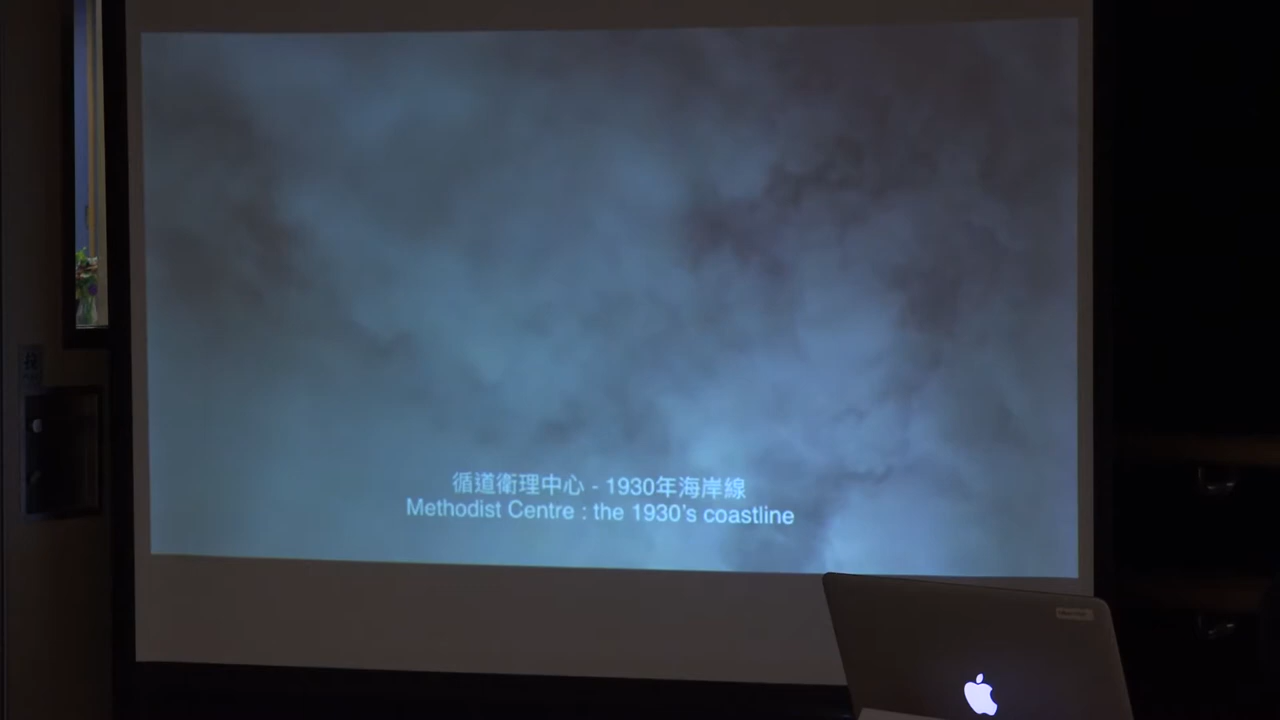 循道衛理中心 - 1930年海岸線
Methodist Centre : the 1930's coastline